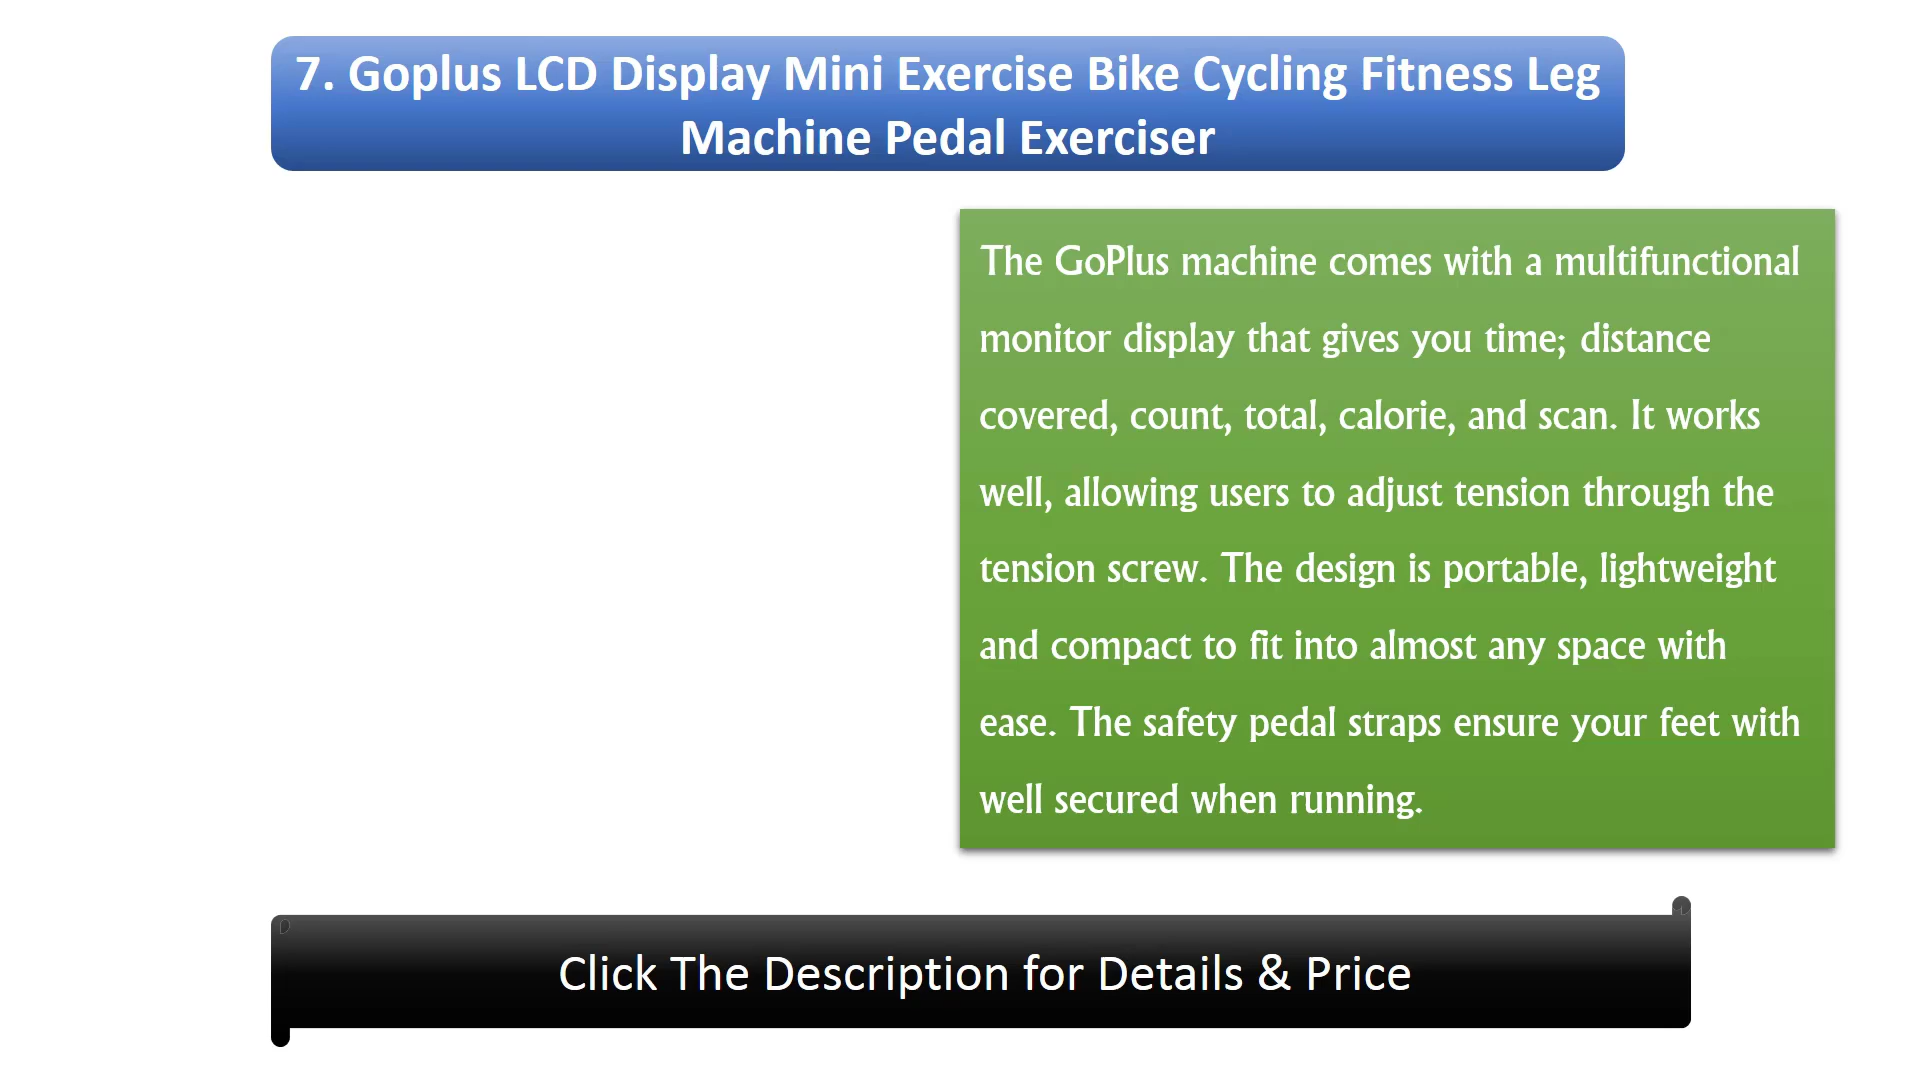 7. Goplus LCD Display Mini Exercise Bike Cycling Fitness Leg
Machine Pedal Exerciser
The GoPlus machine comes with a multifunctional
monitor display that gives you time; distance
covered, count, total, calorie, and scan. It works
well, allowing users to adjust tension through the
tension screw. The design is portable, lightweight
and compact to fit into almost any space with
ease. The safety pedal straps ensure your feet with
well secured when running.
Click The Description for Details & Price